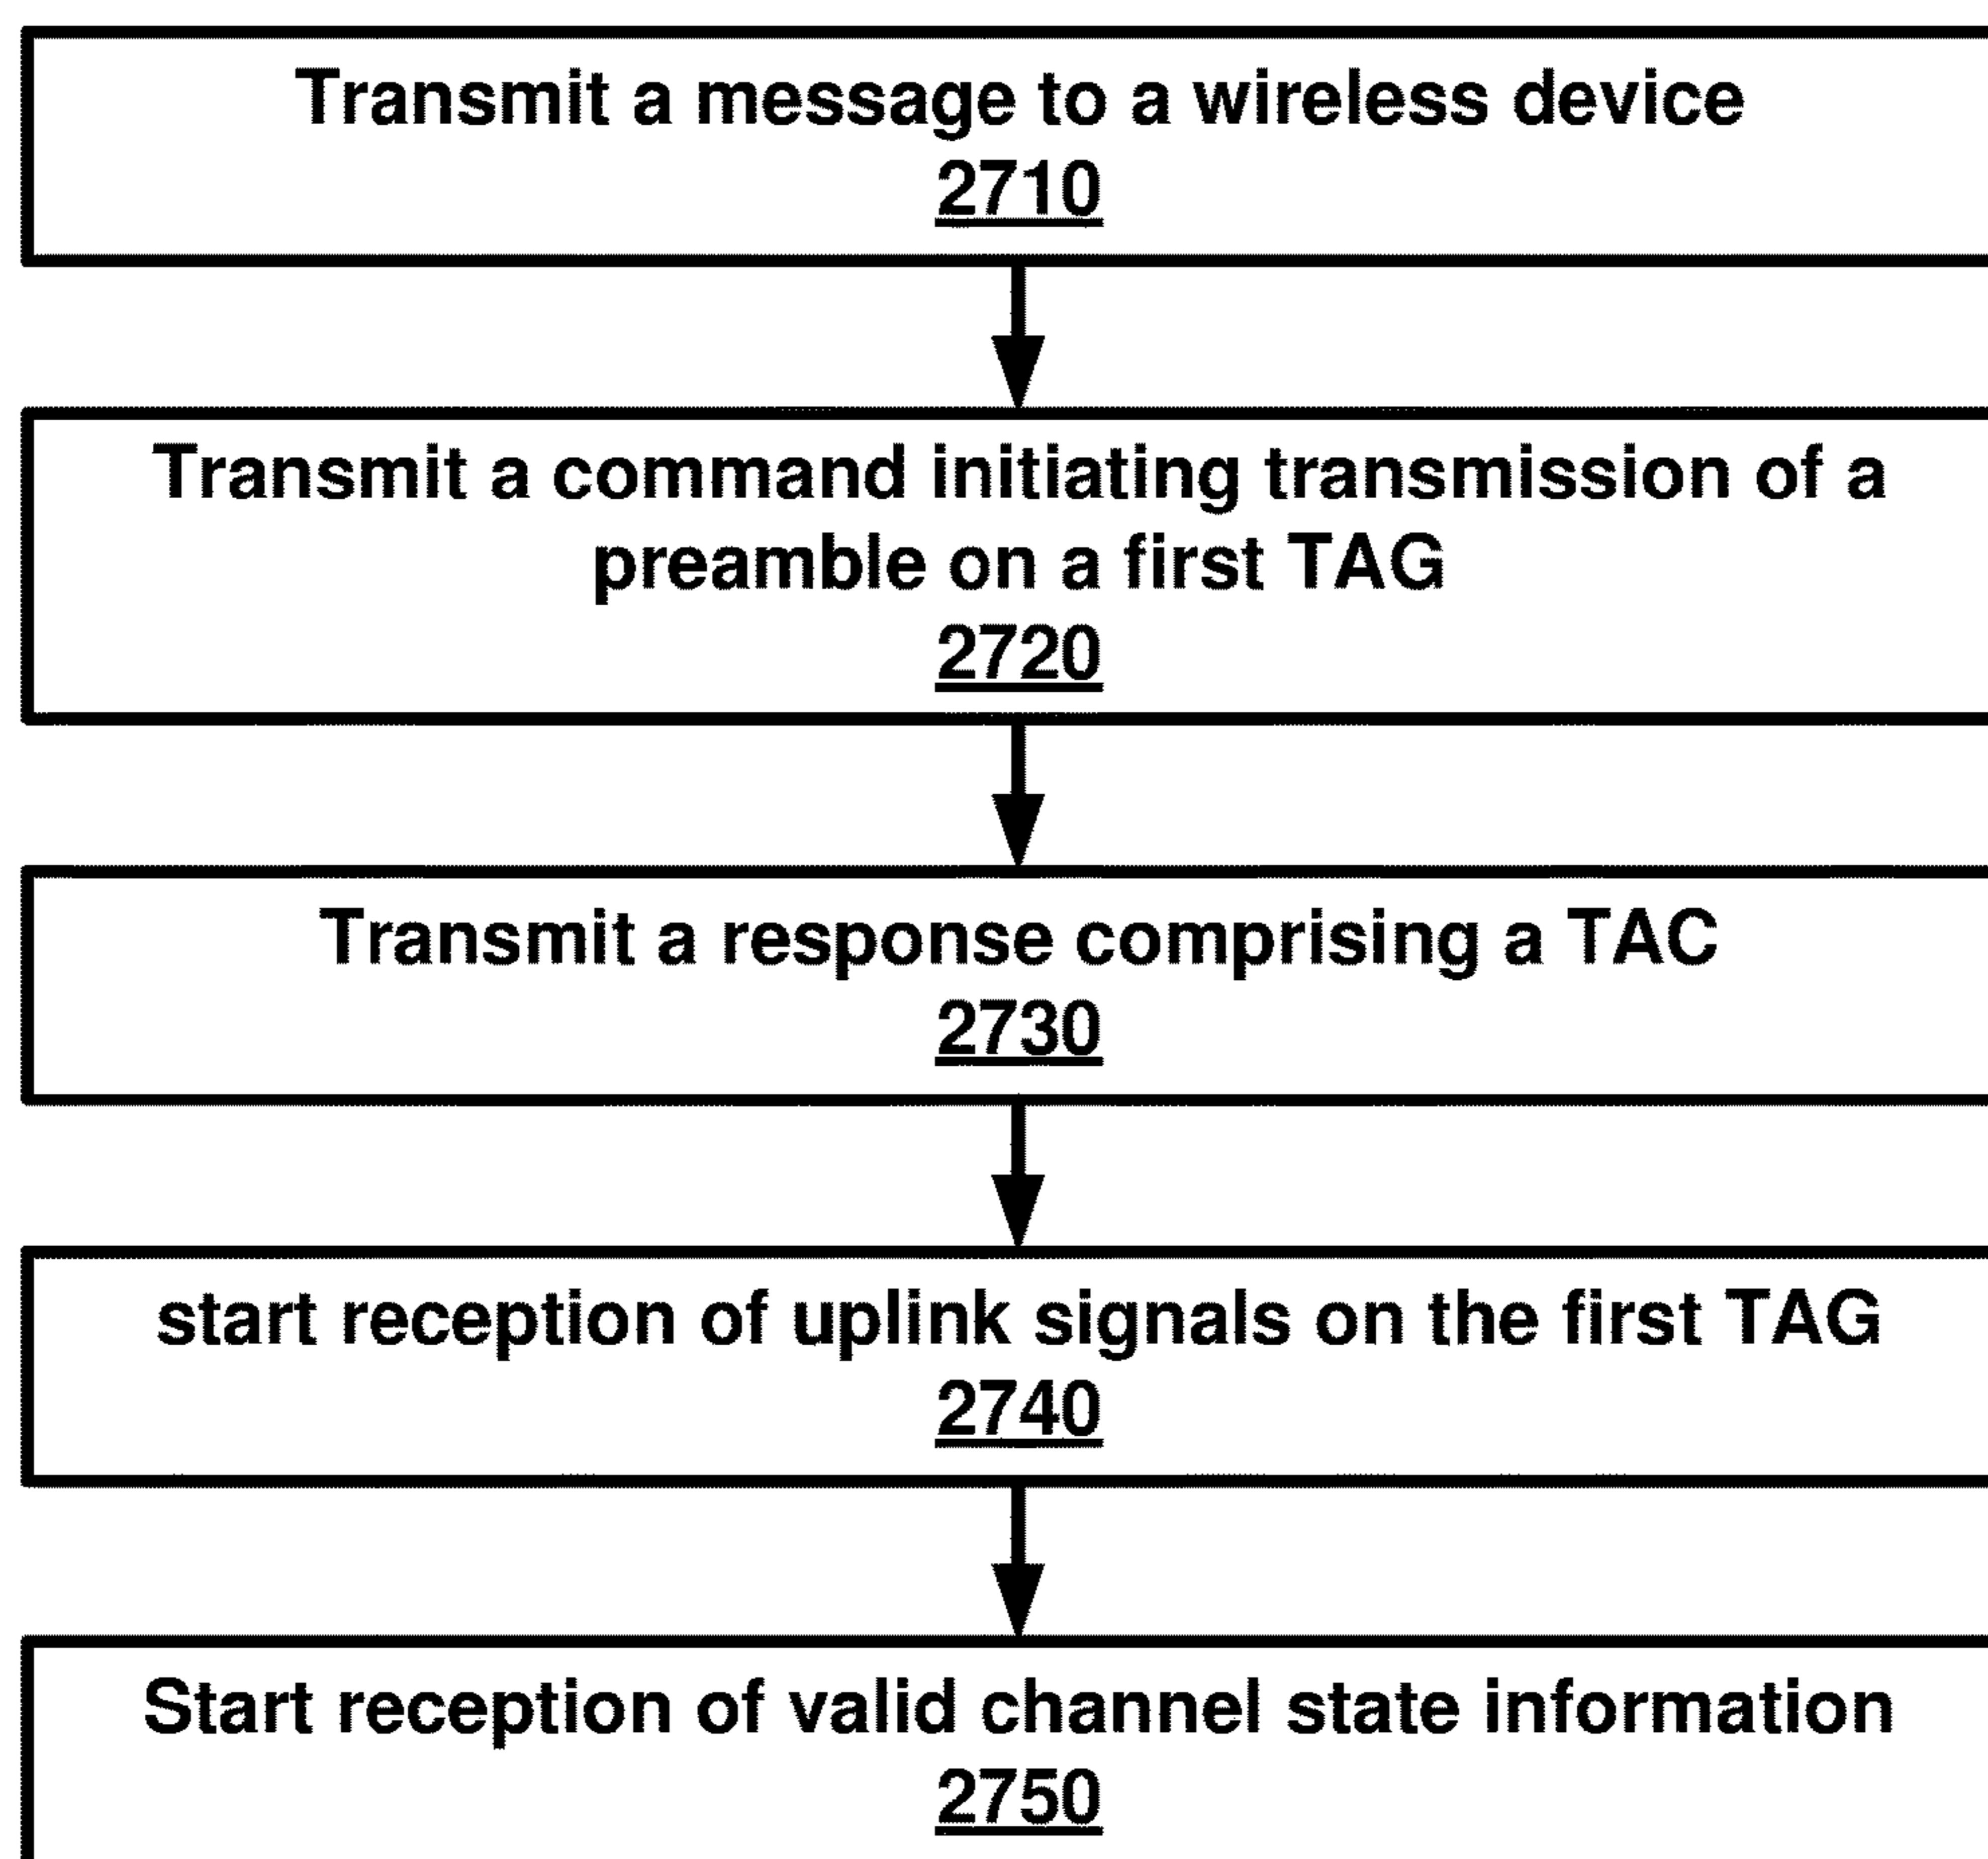 Transmit a message to a wireless device
2710
Transmit a command initiating transmission of a
preamble on a first TAG
2720
Transmit a response comprising a TAC
2730
start reception of uplink signals on the first TAG
2740
Start reception of valid channel state information
2750